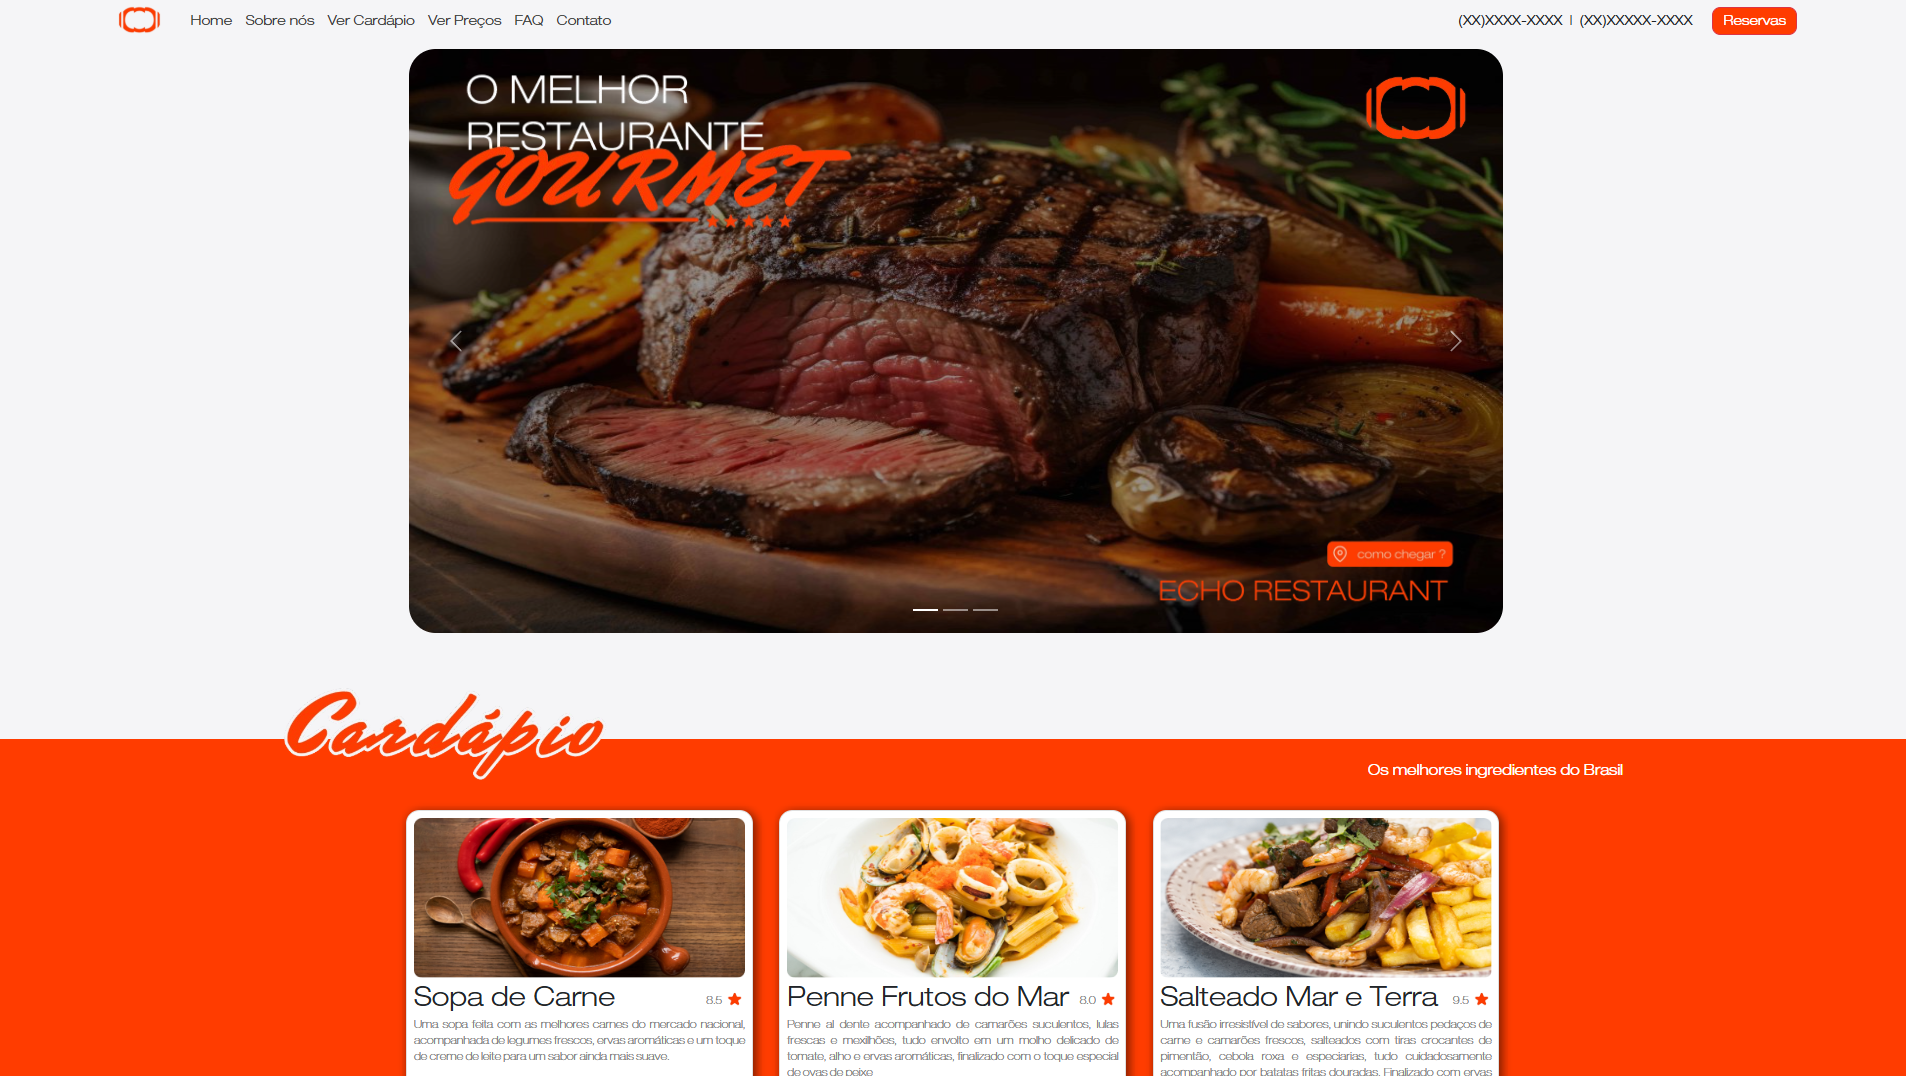 Home Sobre nós Ver Cardápio Ver Preços FAQ Contato (XX)XXXX-XXXX | (XX)XXXXX-XXXX Reservas
O MELHOR
RESTAURANTE
GOURMET
como chegar ?
ECHO RESTAURANT
Cardápio
Os melhores ingredientes do Brasil
Sopa de Carne 8.5
Uma sopa feita com as melhores carnes do mercado nacional,
acompanhada de legumes frescos, ervas aromáticas e um toque
de creme de leite para um sabor ainda mais suave.
Penne Frutos do Mar 8.0
Penne al dente acompanhado de camarões suculentos, lulas
frescas e mexilhões, tudo envolto em um molho delicado de
tomate, alho e ervas aromáticas, finalizado com o toque especial
de ovas de peixe
Salteado Mar e Terra 9.5
Uma fusão irresistível de sabores, unindo suculentos pedaços de
carne e camarões frescos, salteados com tiras crocantes de
pimentão, cebola roxa e especiarias, tudo cuidadosamente
acompanhado por batatas fritas douradas. Finalizado com ervas